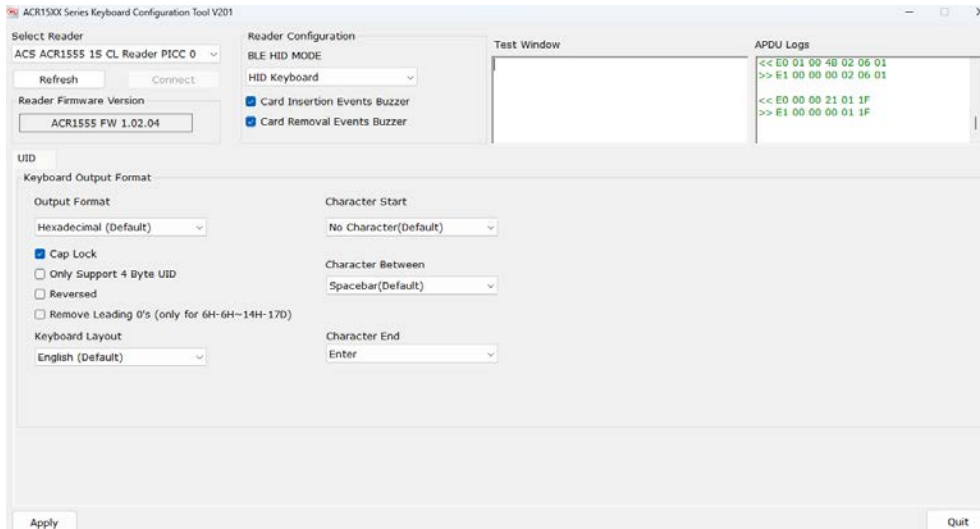 ACR15XX Series Keyboard Configuration Tool V201
Select Reader
ACS ACR1555 1S CL Reader PICC 0
Refresh
Connect
Reader Firmware Version
ACR1555 FW 1.02.04
Reader Configuration
BLE HID MODE
HID Keyboard
Card Insertion Events Buzzer
Card Removal Events Buzzer
Test Window
APDU Logs
<< E0 01 00 4B 02 06 01
>> E1 00 00 00 02 06 01
<< E0 00 00 21 01 1F
>> E1 00 00 00 01 1F
UID
Keyboard Output Format
Output Format
Hexadecimal (Default)
Cap Lock
Only Support 4 Byte UID
Reversed
Remove Leading 0's (only for 6H-6H~14H-17D)
Keyboard Layout
English (Default)
Character Start
No Character(Default)
Character Between
Spacebar(Default)
Character End
Enter
Apply
Quit